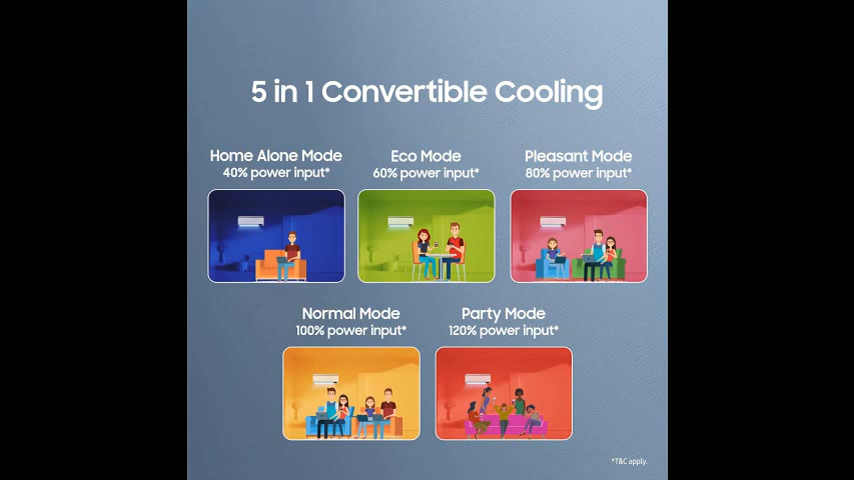 5 in 1 Convertible Cooling
Home Alone Mode
40% power input*
Eco Mode
60% power input*
Pleasant Mode
80% power input*
Normal Mode
100% power input*
Party Mode
120% power input*
*T&C apply.